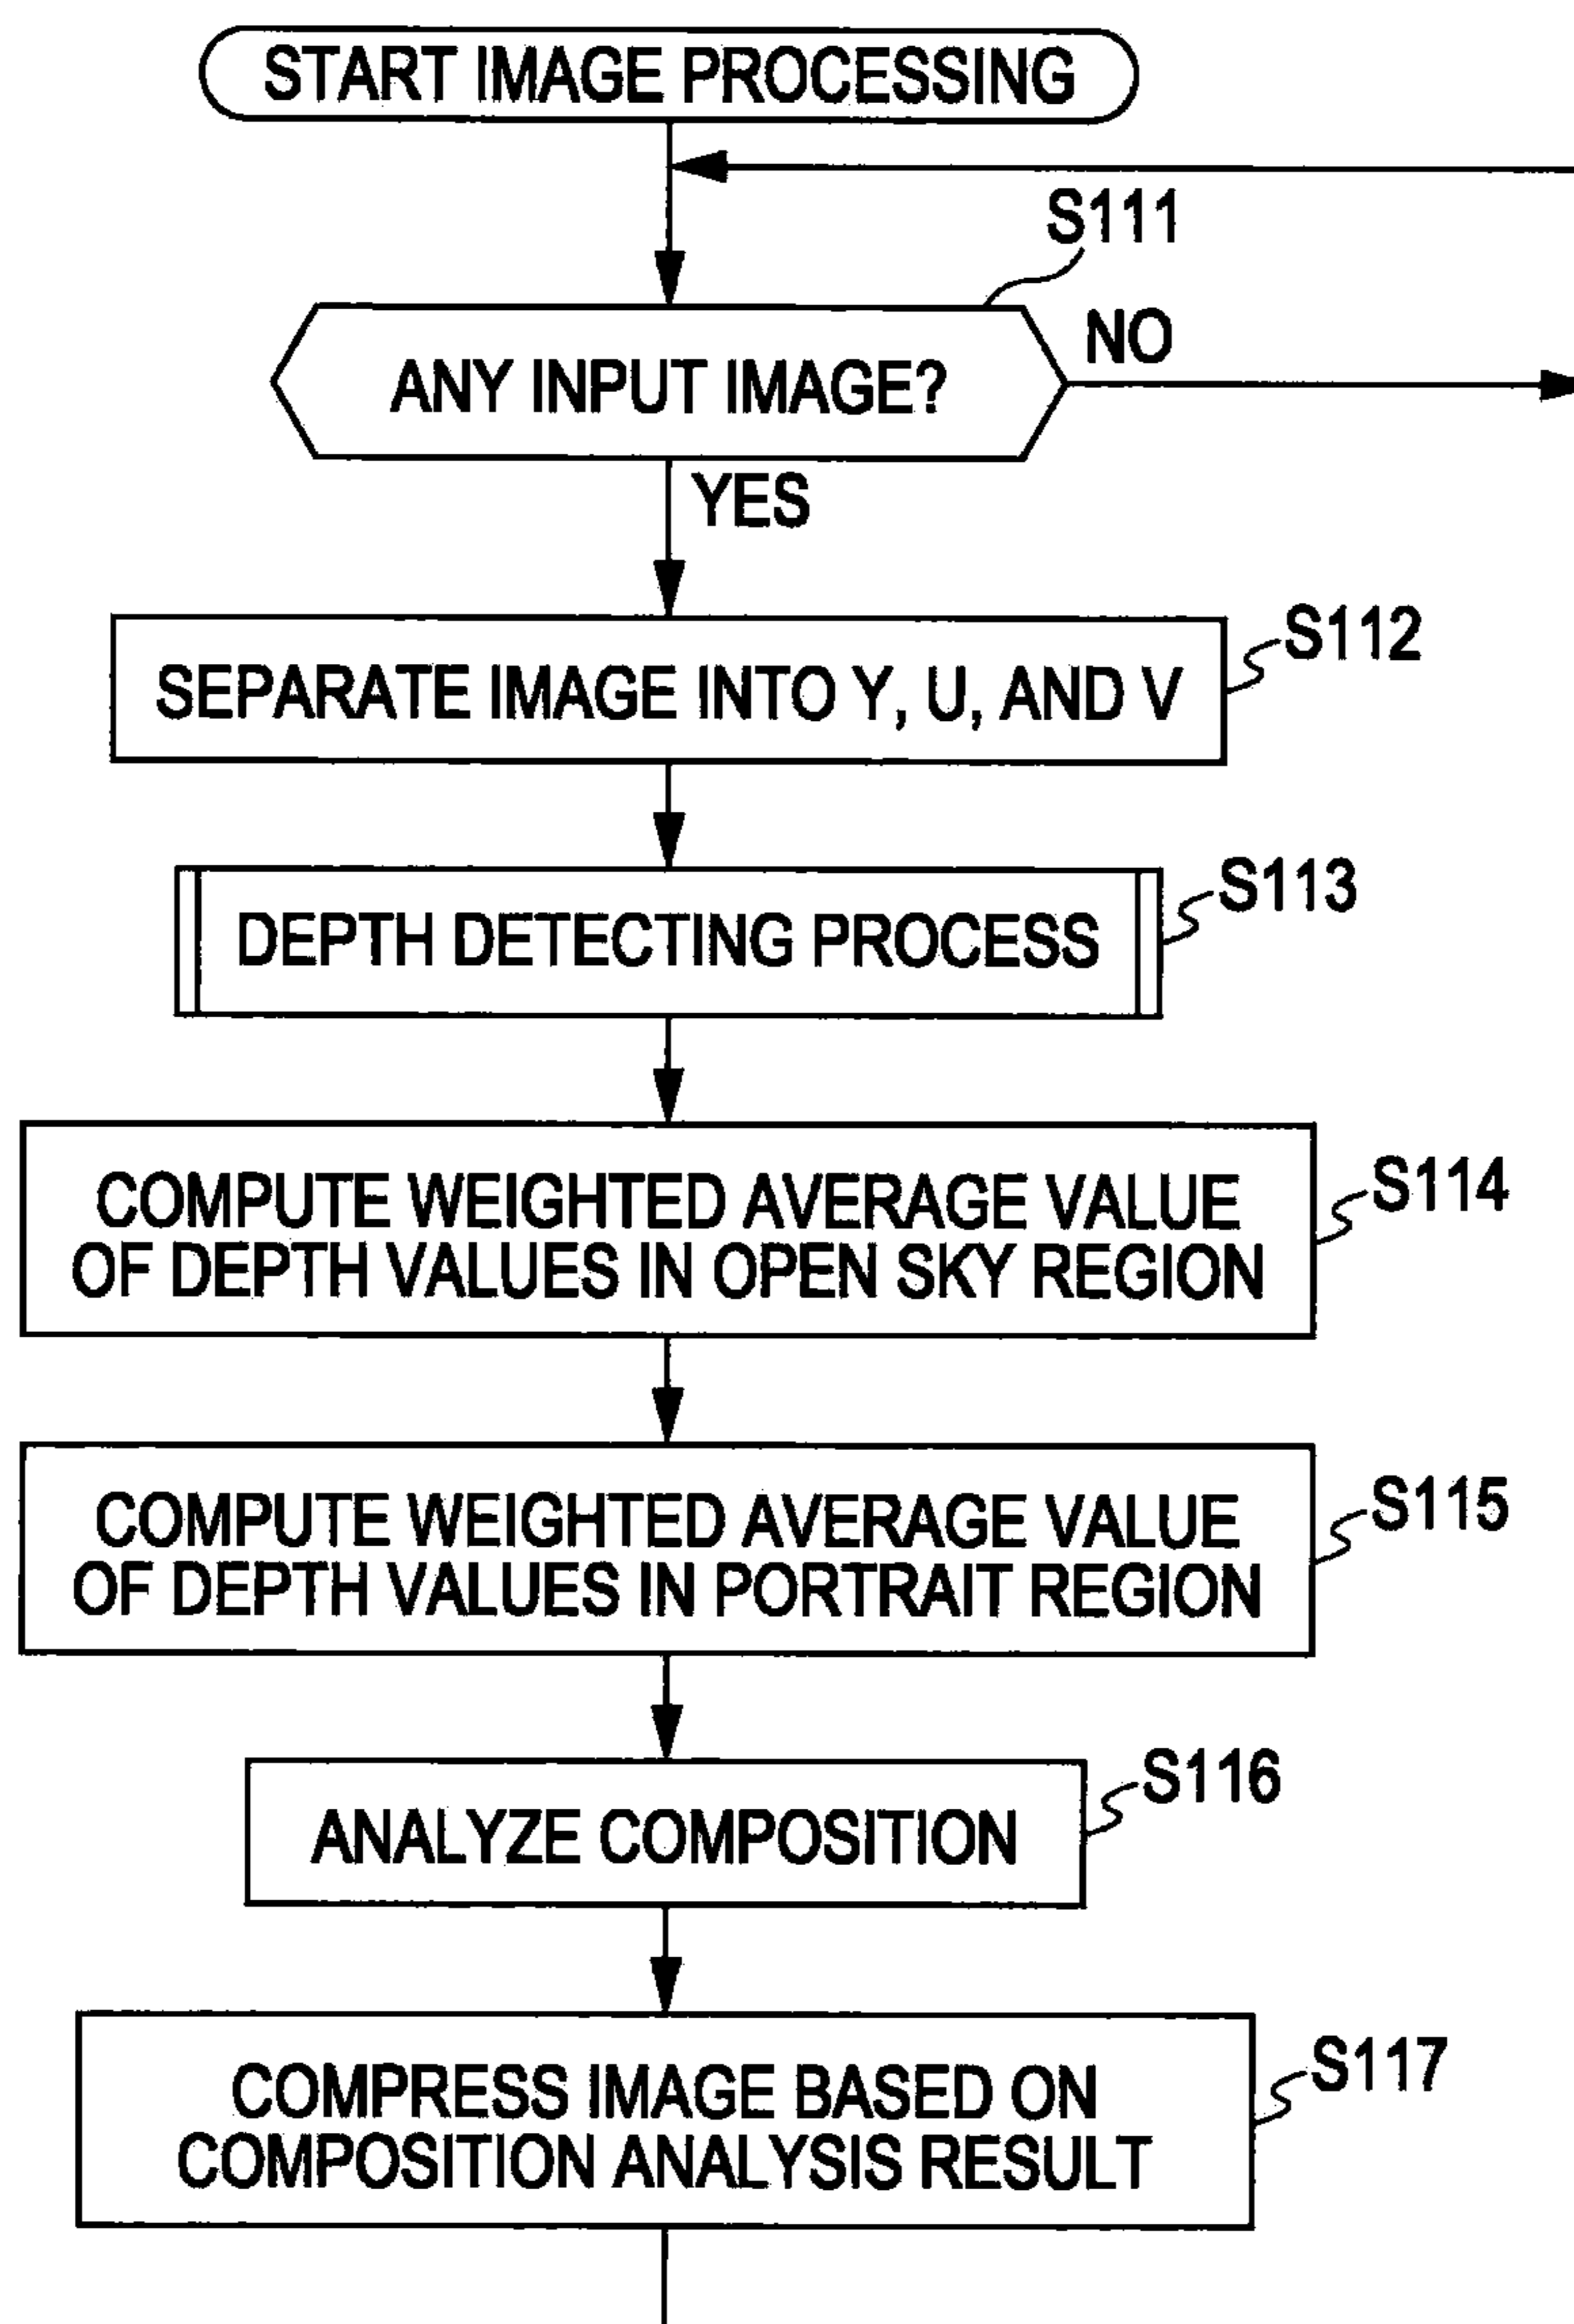 START IMAGE PROCESSING
S111
ANY INPUT IMAGE?
NO
YES
S112
SEPARATE IMAGE INTO Y, U, AND V
S113
DEPTH DETECTING PROCESS
S114
COMPUTE WEIGHTED AVERAGE VALUE
OF DEPTH VALUES IN OPEN SKY REGION
S115
COMPUTE WEIGHTED AVERAGE VALUE
OF DEPTH VALUES IN PORTRAIT REGION
S116
ANALYZE COMPOSITION
S117
COMPRESS IMAGE BASED ON
COMPOSITION ANALYSIS RESULT